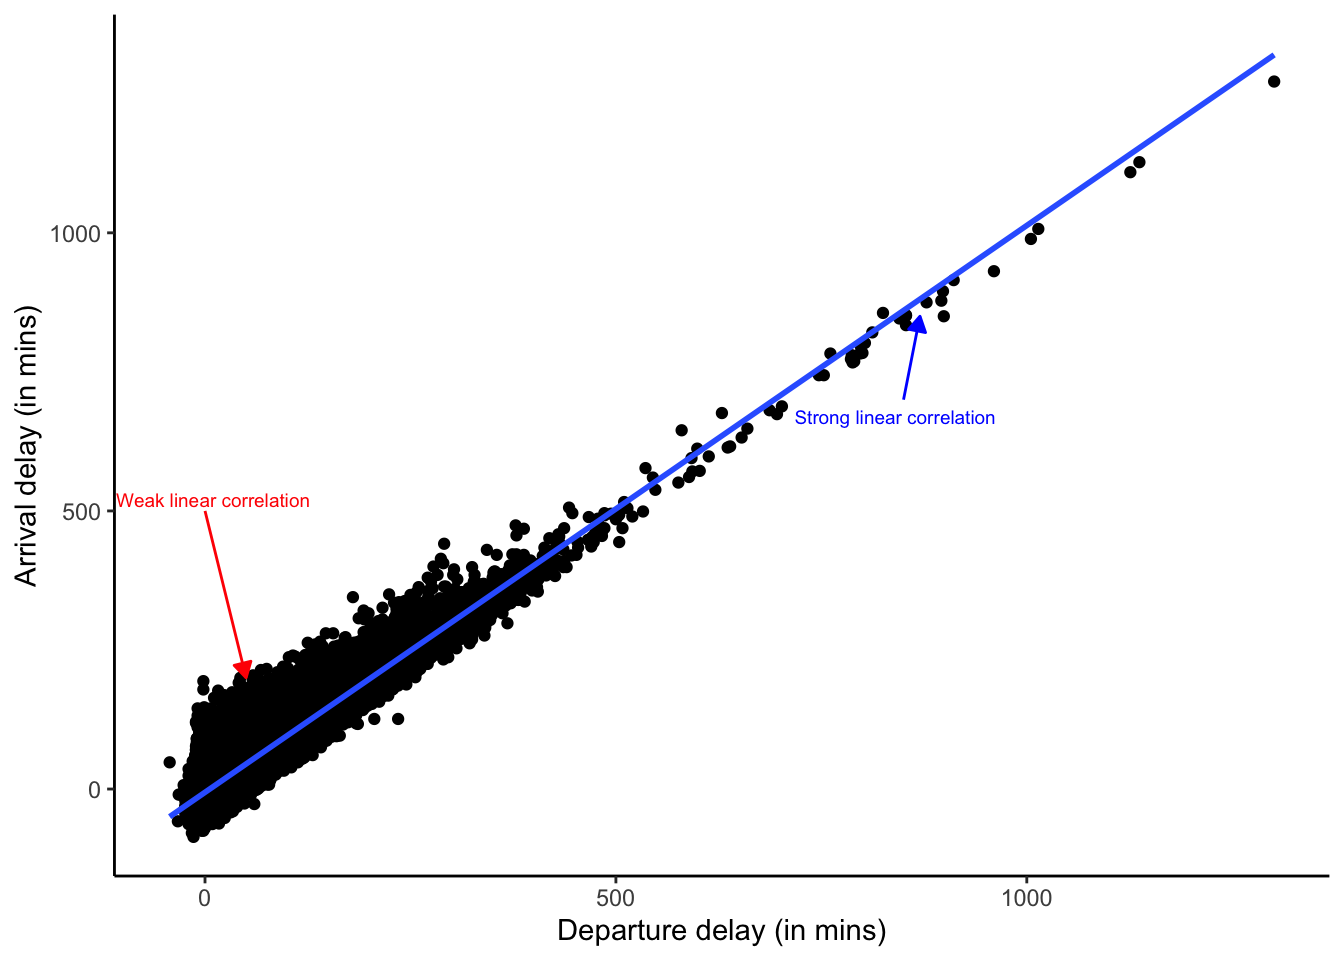 1000
500
0
Weak linear correlation
Strong linear correlation
0
500
1000
Departure delay (in mins)
Arrival delay (in mins)